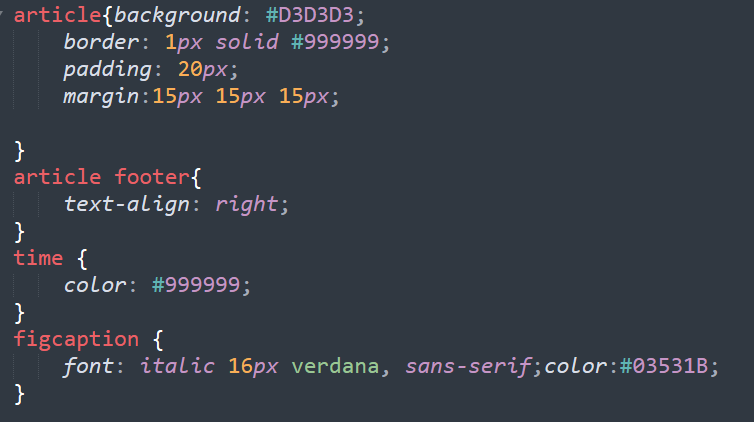 article{background: #D3D3D3;
    border: 1px solid #999999;
    padding: 20px;
    margin:15px 15px 15px;

}
article footer{
    text-align: right;
}
time {
    color: #999999;
}
figcaption {
    font: italic 16px verdana, sans-serif;color:#03531B;
}